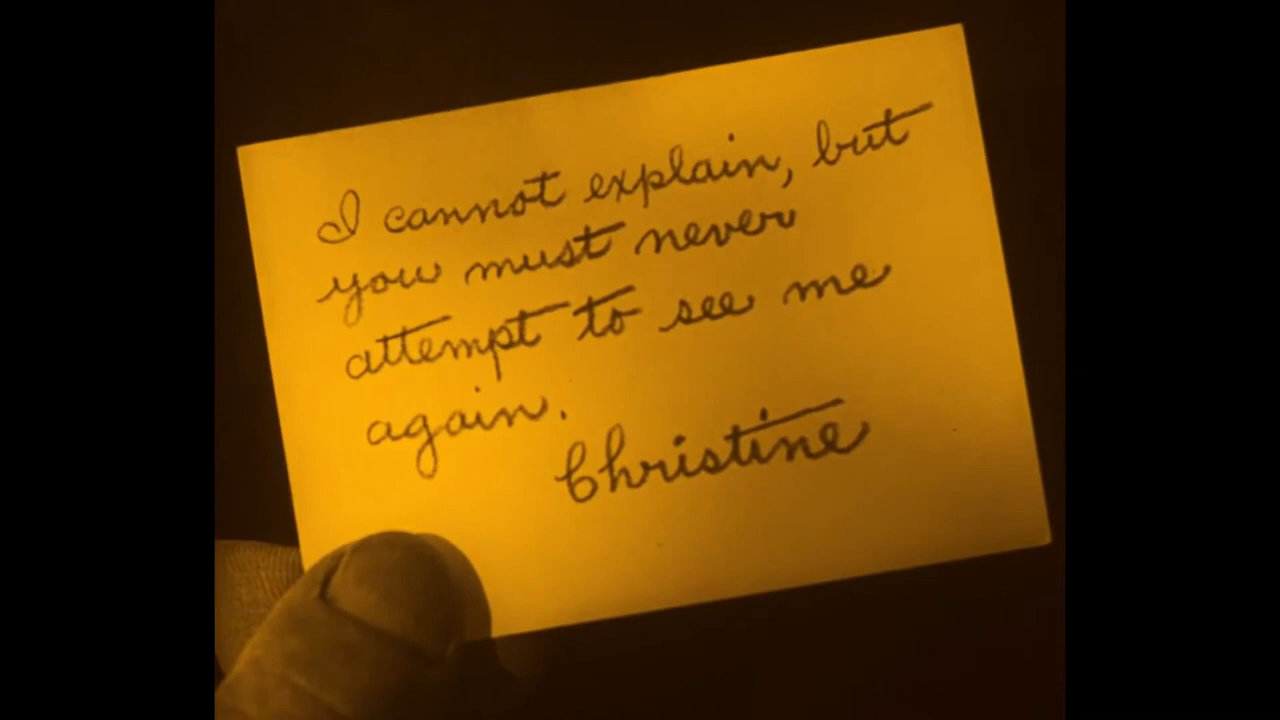 I cannot explain, but
you must never
attempt to see me
again.
Christine